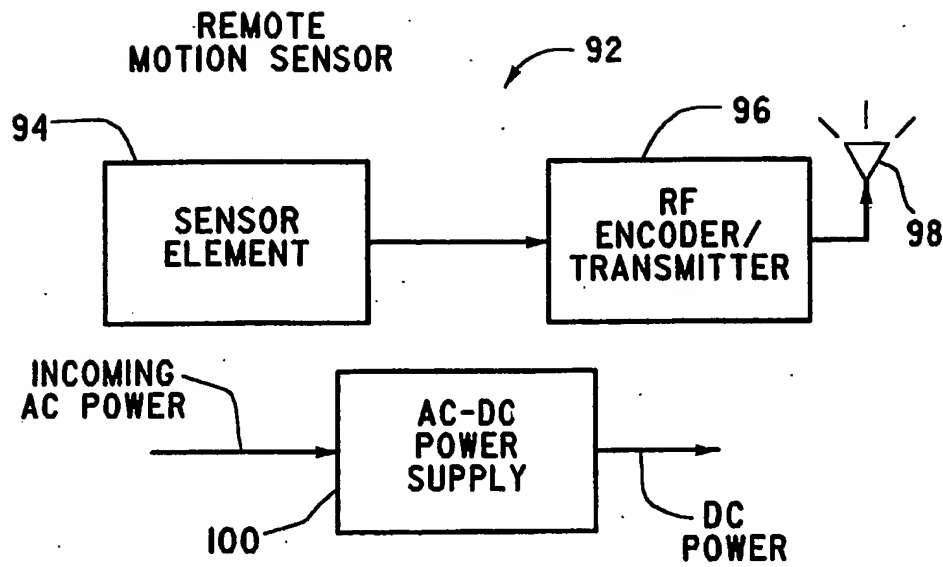 REMOTE
MOTION SENSOR
92
94
96
SENSOR
ELEMENT
RF
ENCODER/
TRANSMITTER
98
INCOMING
AC POWER
AC-DC
POWER
SUPPLY
100
DC
POWER